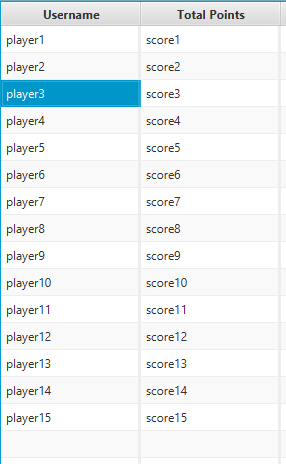 Username Total Points
player1 score1
player2 score2
player3 score3
player4 score4
player5 score5
player6 score6
player7 score7
player8 score8
player9 score9
player10 score10
player11 score11
player12 score12
player13 score13
player14 score14
player15 score15